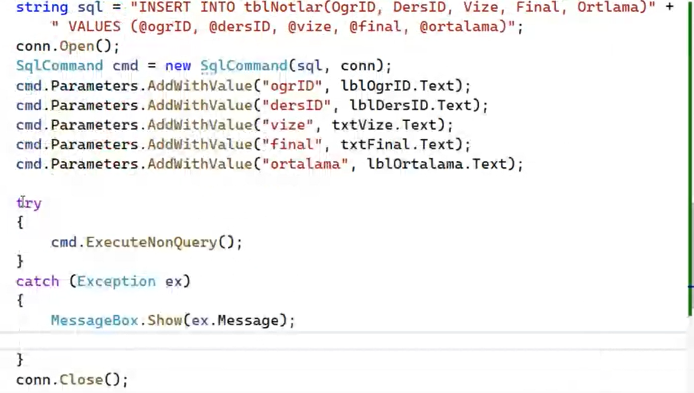 string sql = "INSERT INTO tblNotlar(OgrID, DersID, Vize, Final, Ortlama)" +
" VALUES (@ogrID, @dersID, @vize, @final, @ortalama)";
conn.Open();
SqlCommand cmd = new SqlCommand(sql, conn);
cmd.Parameters.AddWithValue("ogrID", lblOgrID.Text);
cmd.Parameters.AddWithValue("dersID", lblDersID.Text);
cmd.Parameters.AddWithValue("vize", txtVize.Text);
cmd.Parameters.AddWithValue("final", txtFinal.Text);
cmd.Parameters.AddWithValue("ortalama", lblOrtalama.Text);
try
{
cmd.ExecuteNonQuery();
}
catch (Exception ex)
{
MessageBox.Show(ex.Message);
}
conn.Close();